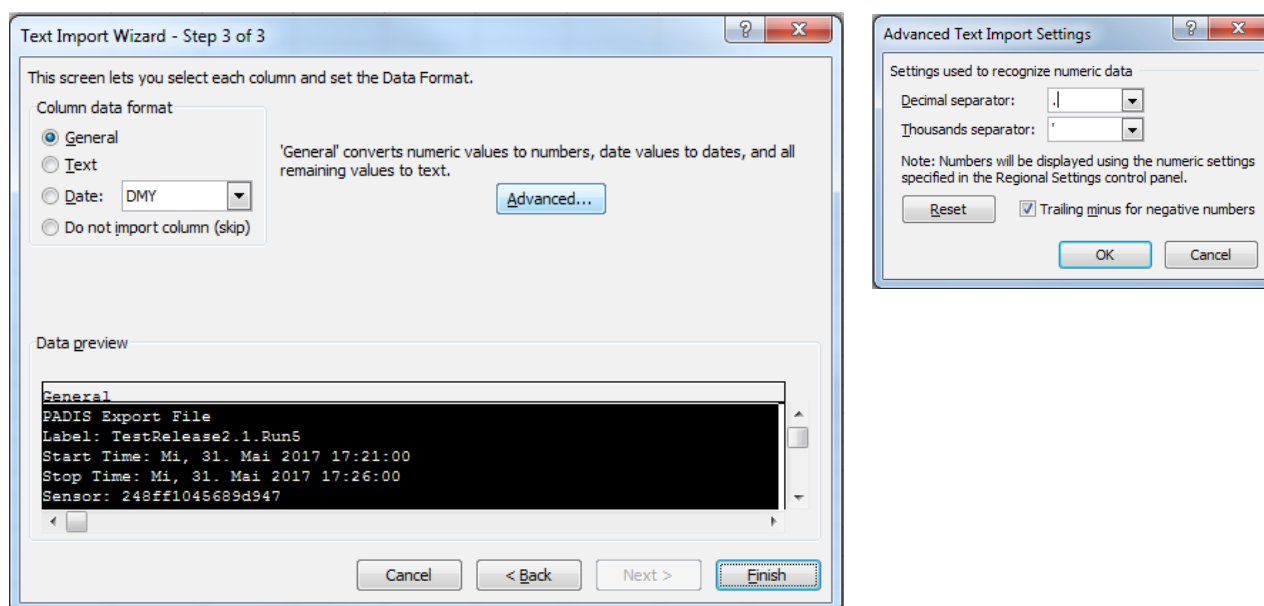 Text Import Wizard - Step 3 of 3
This screen lets you select each column and set the Data Format.
Column data format
General
Text
Date: DMY
Do not import column (skip)
'General' converts numeric values to numbers, date values to dates, and all
remaining values to text.
Advanced...
Data preview
General
PADIS Export File
Label: TestRelease2.1.Run5
Start Time: Mi, 31. Mai 2017 17:21:00
Stop Time: Mi, 31. Mai 2017 17:26:00
Sensor: 248ff1045689d947
Cancel
< Back
Next >
Finish
Advanced Text Import Settings
Settings used to recognize numeric data
Decimal separator: .
Thousands separator: '
Note: Numbers will be displayed using the numeric settings
specified in the Regional Settings control panel.
Reset
Trailing minus for negative numbers
OK
Cancel